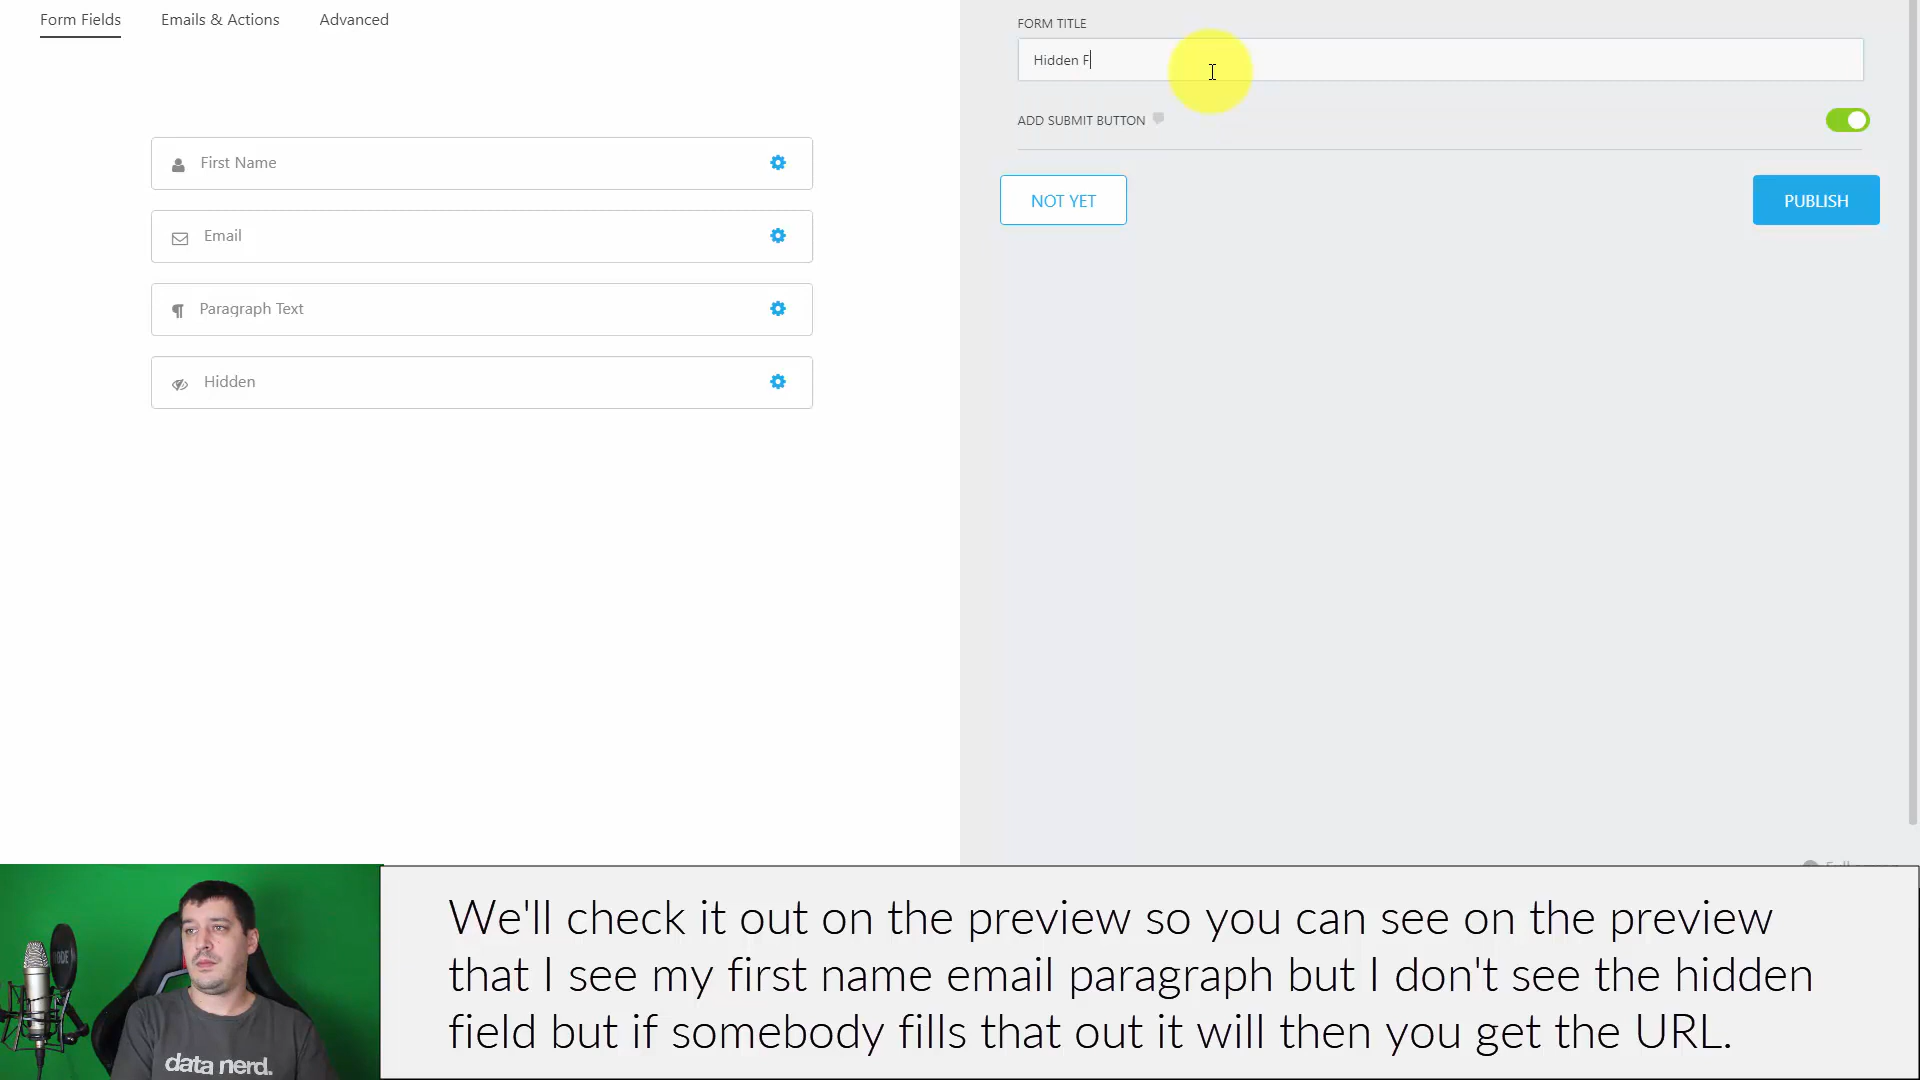 Form Fields
Emails & Actions
Advanced
FORM TITLE
Hidden F
ADD SUBMIT BUTTON
NOT YET
PUBLISH
First Name
Email
Paragraph Text
Hidden
We'll check it out on the preview so you can see on the preview
that I see my first name email paragraph but I don't see the hidden
field but if somebody fills that out it will then you get the URL.
data nerd.